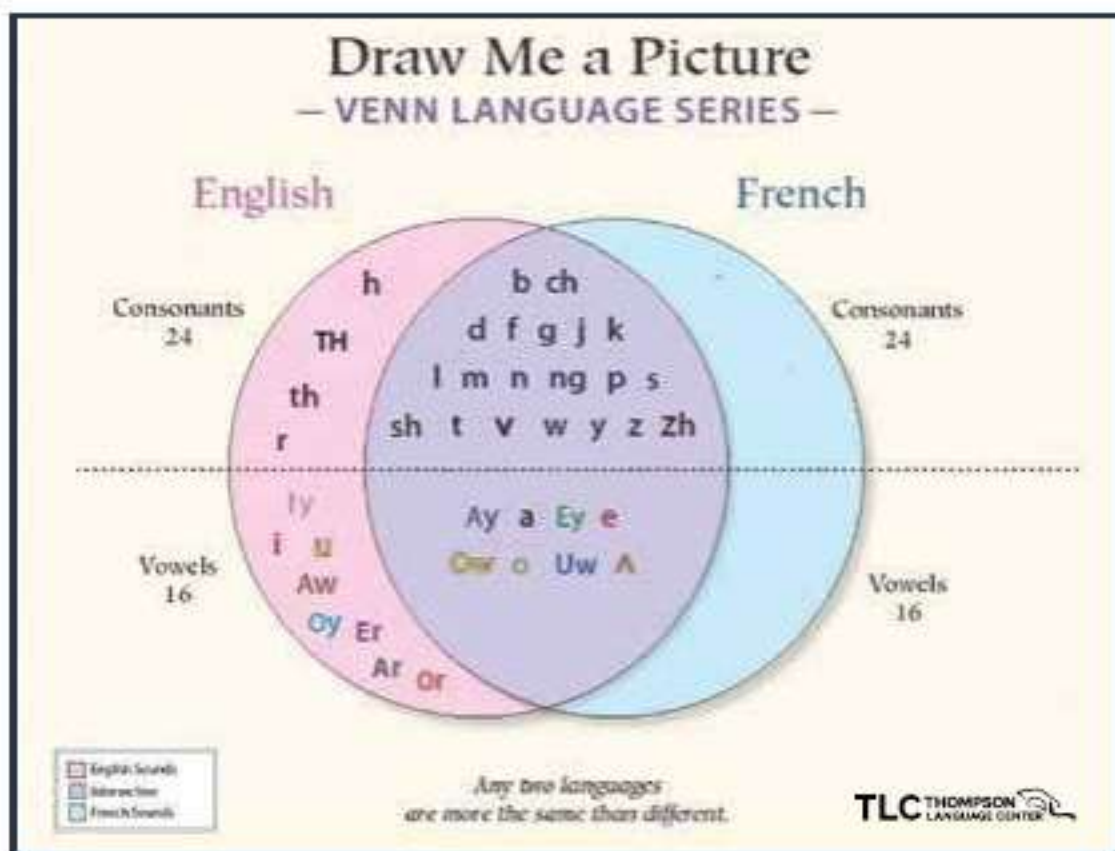 Draw Me a Picture
— VENN LANGUAGE SERIES —
English
French
Consonants
24
h
TH
th
r
b ch
d f g j k
l m n ng p s
sh t v w y z Zh
Consonants
24
Vowels
16
i u
Aw
Oy Er
Ar Or
Ay a Ey e
Ow o Uw Λ
Vowels
16
English Sounds
Intersection
French Sounds
Any two languages
are more the same than different.
TLC THOMPSON
LANGUAGE CENTER